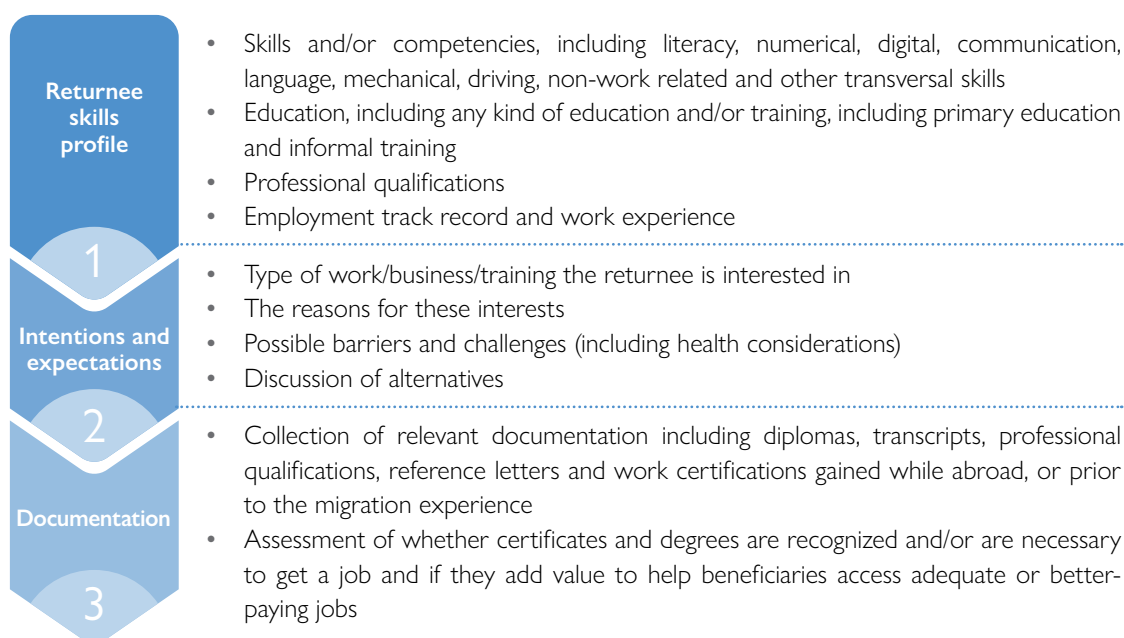 Returnee
skills
profile
1
• Skills and/or competencies, including literacy, numerical, digital, communication,
language, mechanical, driving, non-work related and other transversal skills
• Education, including any kind of education and/or training, including primary education
and informal training
• Professional qualifications
• Employment track record and work experience
Intentions and
expectations
2
• Type of work/business/training the returnee is interested in
• The reasons for these interests
• Possible barriers and challenges (including health considerations)
• Discussion of alternatives
Documentation
3
• Collection of relevant documentation including diplomas, transcripts, professional
qualifications, reference letters and work certifications gained while abroad, or prior
to the migration experience
• Assessment of whether certificates and degrees are recognized and/or are necessary
to get a job and if they add value to help beneficiaries access adequate or better-
paying jobs